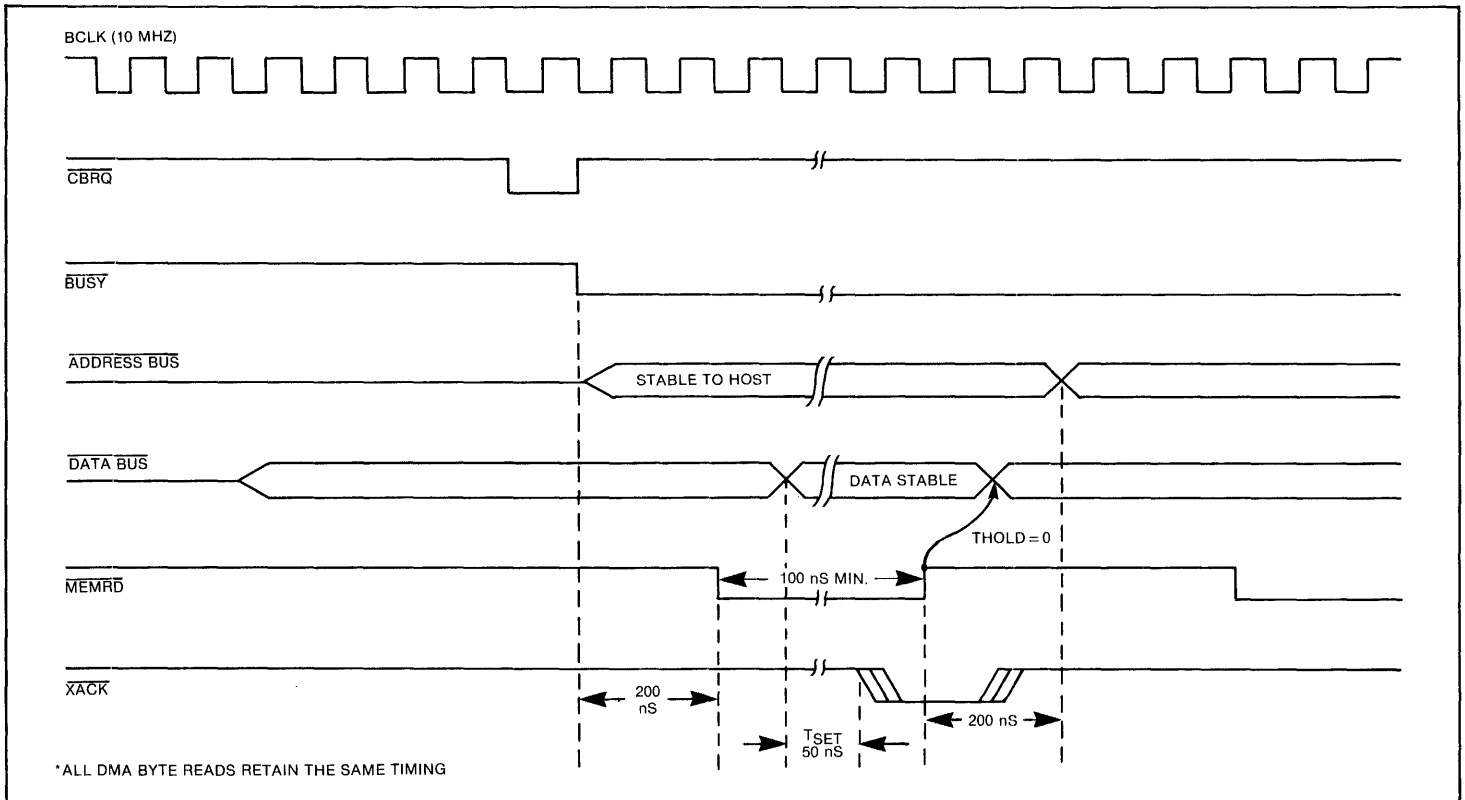 BCLK (10 MHZ)
CBRQ
BUSY
ADDRESS BUS
STABLE TO HOST
DATA BUS
DATA STABLE
THOLD = 0
MEMRD
100 nS MIN.
XACK
200
nS
200 nS
TSET
50 nS
*ALL DMA BYTE READS RETAIN THE SAME TIMING